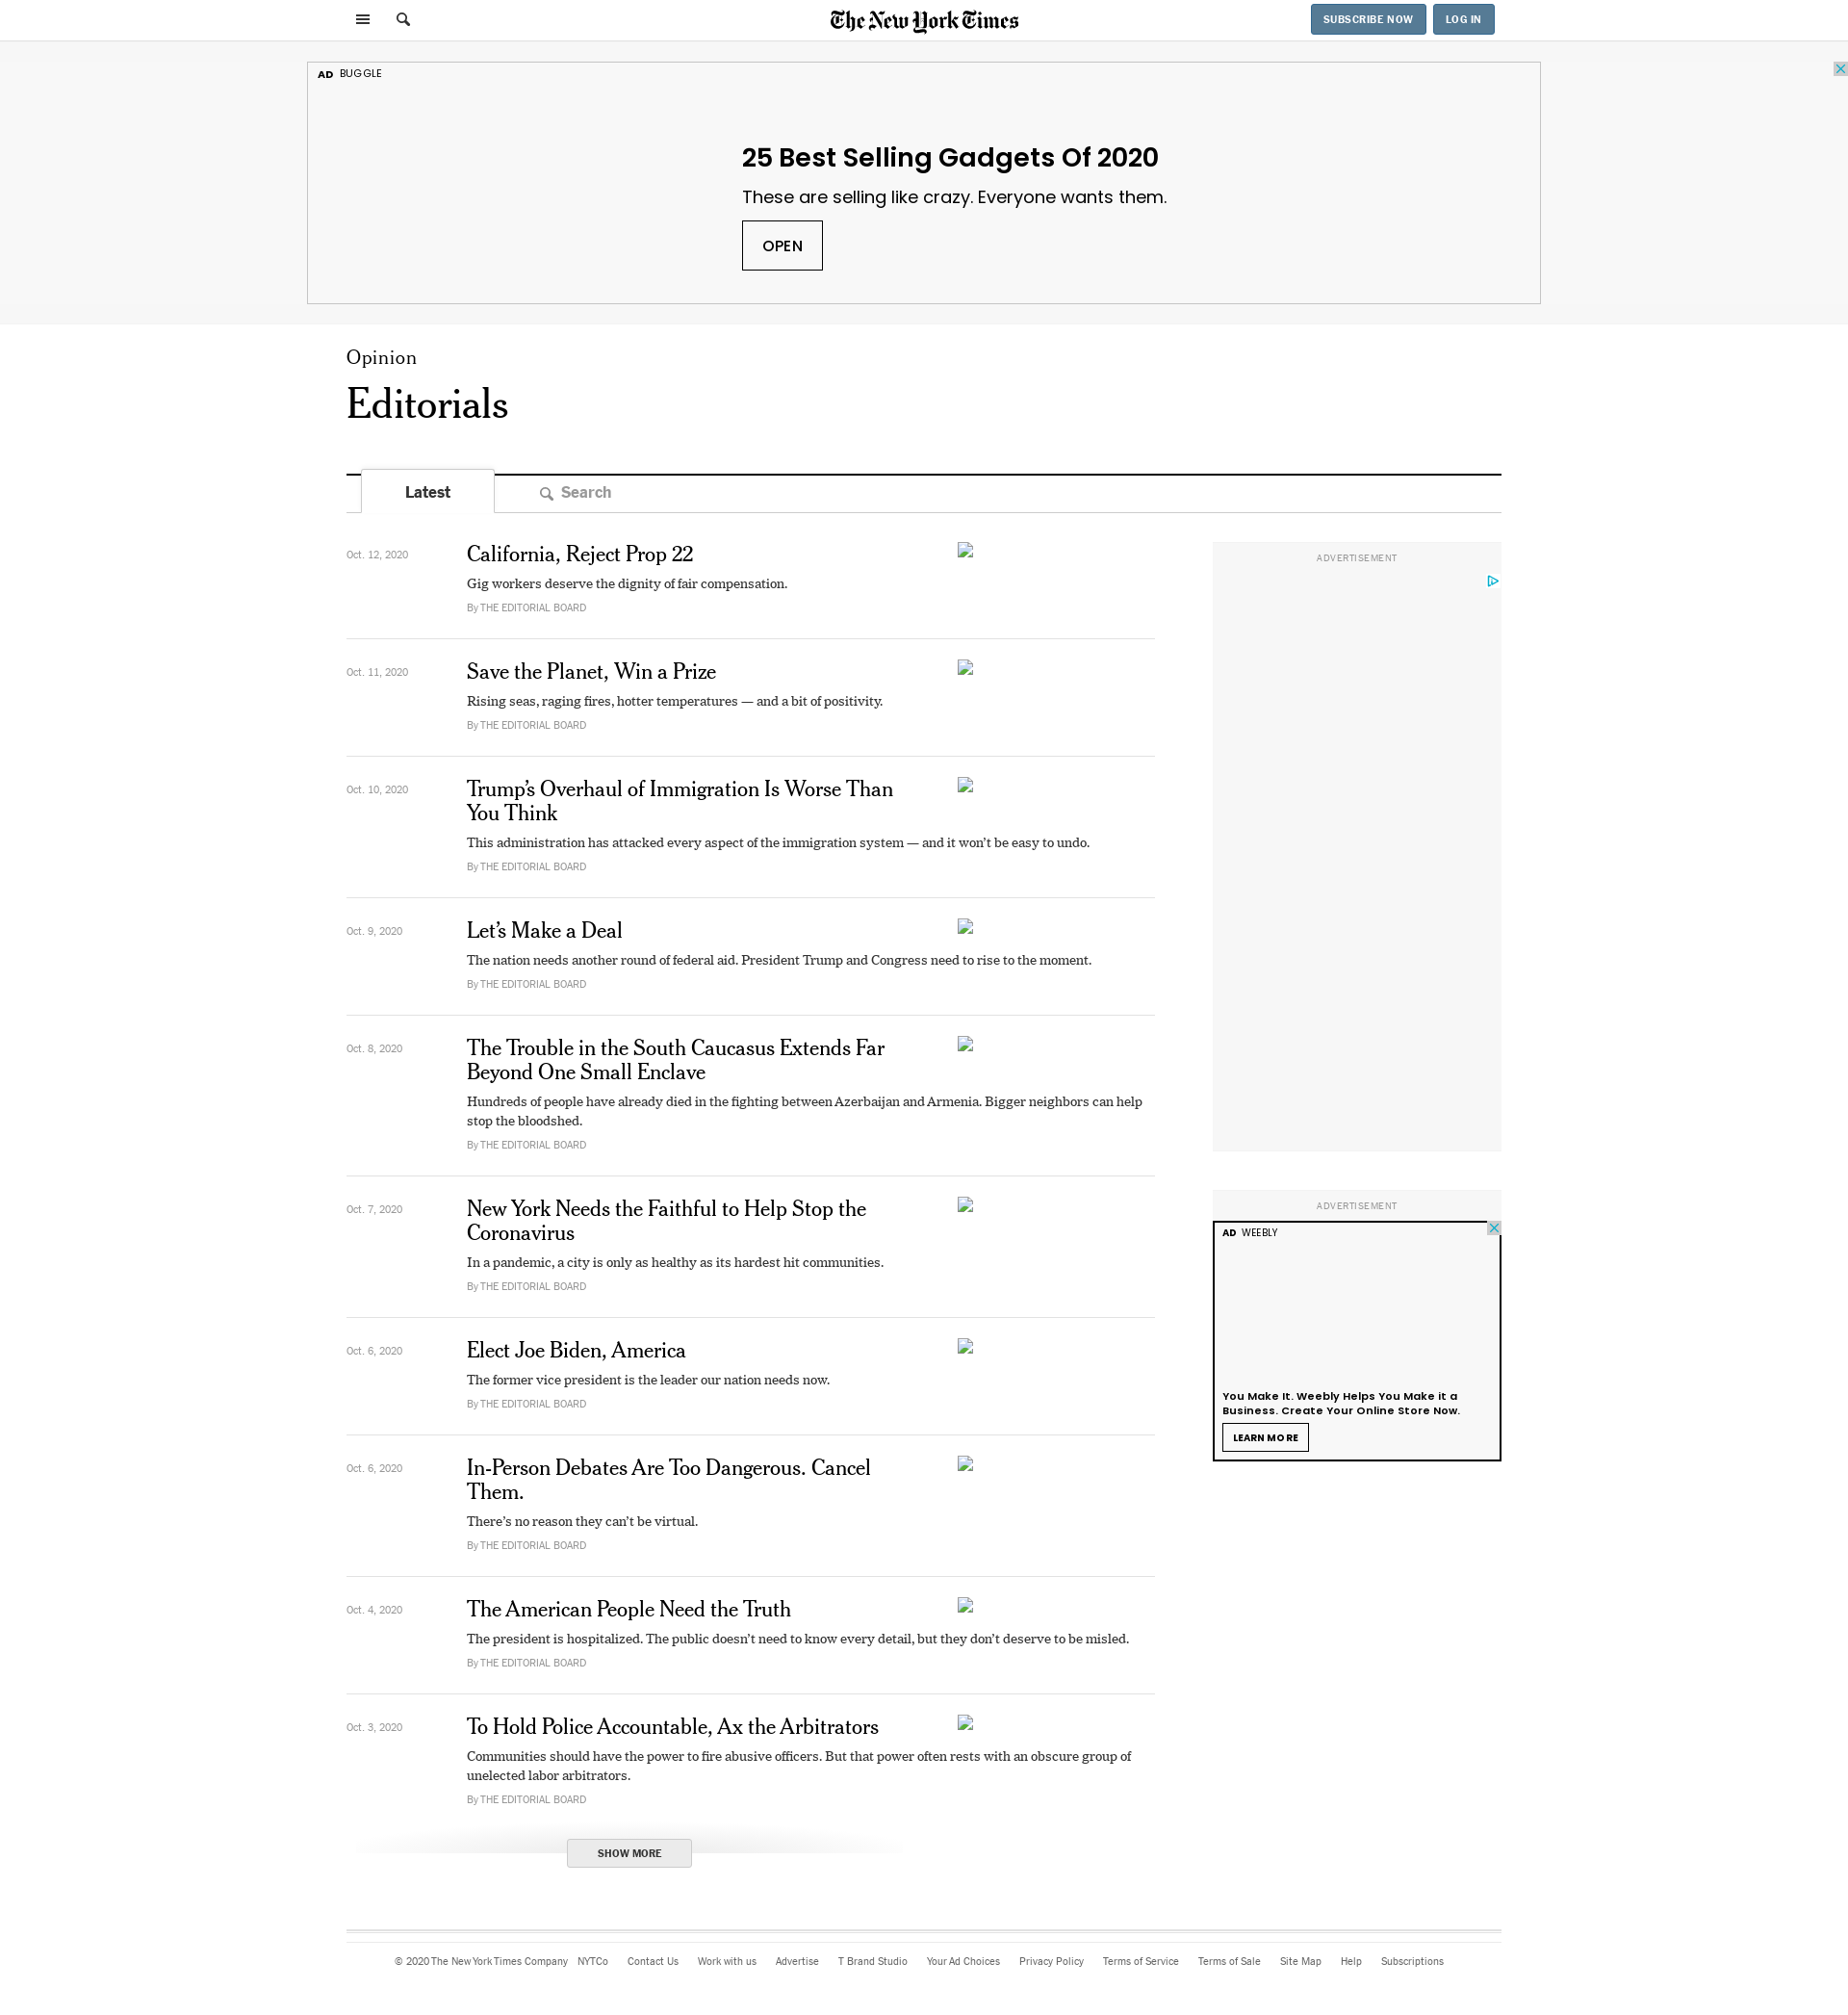 The New York Times
SUBSCRIBE NOW
LOG IN
AD BUGGLE
25 Best Selling Gadgets Of 2020
These are selling like crazy. Everyone wants them.
OPEN
Opinion
Editorials
Latest
Search
Oct. 12, 2020
California, Reject Prop 22
Gig workers deserve the dignity of fair compensation.
By THE EDITORIAL BOARD
Oct. 11, 2020
Save the Planet, Win a Prize
Rising seas, raging fires, hotter temperatures — and a bit of positivity.
By THE EDITORIAL BOARD
Oct. 10, 2020
Trump’s Overhaul of Immigration Is Worse Than
You Think
This administration has attacked every aspect of the immigration system — and it won’t be easy to undo.
By THE EDITORIAL BOARD
Oct. 9, 2020
Let’s Make a Deal
The nation needs another round of federal aid. President Trump and Congress need to rise to the moment.
By THE EDITORIAL BOARD
Oct. 8, 2020
The Trouble in the South Caucasus Extends Far
Beyond One Small Enclave
Hundreds of people have already died in the fighting between Azerbaijan and Armenia. Bigger neighbors can help
stop the bloodshed.
By THE EDITORIAL BOARD
Oct. 7, 2020
New York Needs the Faithful to Help Stop the
Coronavirus
In a pandemic, a city is only as healthy as its hardest hit communities.
By THE EDITORIAL BOARD
Oct. 6, 2020
Elect Joe Biden, America
The former vice president is the leader our nation needs now.
By THE EDITORIAL BOARD
Oct. 6, 2020
In-Person Debates Are Too Dangerous. Cancel
Them.
There’s no reason they can’t be virtual.
By THE EDITORIAL BOARD
Oct. 4, 2020
The American People Need the Truth
The president is hospitalized. The public doesn’t need to know every detail, but they don’t deserve to be misled.
By THE EDITORIAL BOARD
Oct. 3, 2020
To Hold Police Accountable, Ax the Arbitrators
Communities should have the power to fire abusive officers. But that power often rests with an obscure group of
unelected labor arbitrators.
By THE EDITORIAL BOARD
SHOW MORE
ADVERTISEMENT
ADVERTISEMENT
AD WEEBLY
You Make It. Weebly Helps You Make it a
Business. Create Your Online Store Now.
LEARN MORE
© 2020 The New York Times Company NYTCo Contact Us Work with us Advertise T Brand Studio Your Ad Choices Privacy Policy Terms of Service Terms of Sale Site Map Help Subscriptions